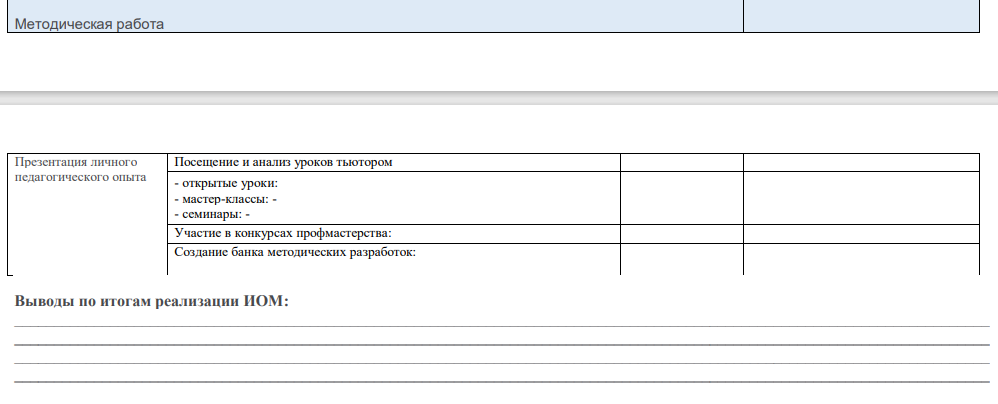 Методическая работа
Презентация личного
педагогического опыта
Посещение и анализ уроков тьютором
- открытые уроки:
- мастер-классы: -
- семинары: -
Участие в конкурсах профмастерства:
Создание банка методических разработок:
Выводы по итогам реализации ИОМ: